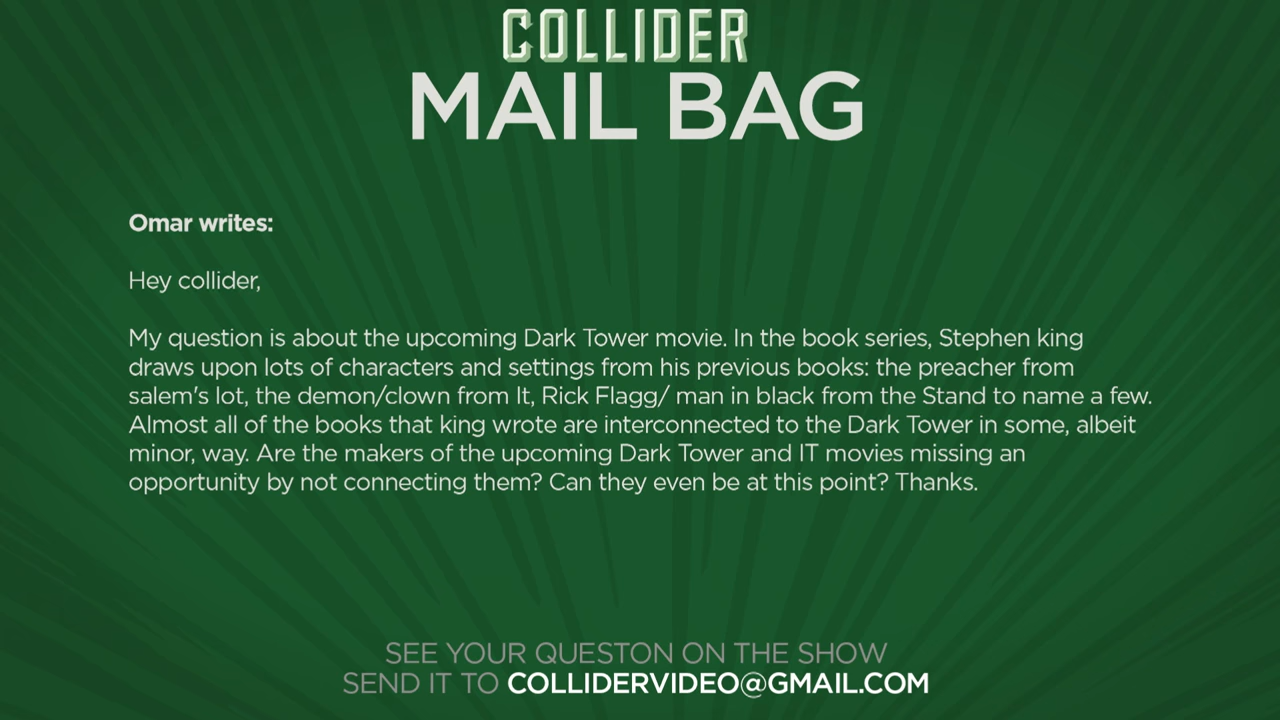 COLLIDER
MAIL BAG
Omar writes:
Hey collider,
My question is about the upcoming Dark Tower movie. In the book series, Stephen king
draws upon lots of characters and settings from his previous books: the preacher from
salem's lot, the demon/clown from It, Rick Flagg/ man in black from the Stand to name a few.
Almost all of the books that king wrote are interconnected to the Dark Tower in some, albeit
minor, way. Are the makers of the upcoming Dark Tower and IT movies missing an
opportunity by not connecting them? Can they even be at this point? Thanks.
SEE YOUR QUESTON ON THE SHOW
SEND IT TO COLLIDERVIDEO@GMAIL.COM